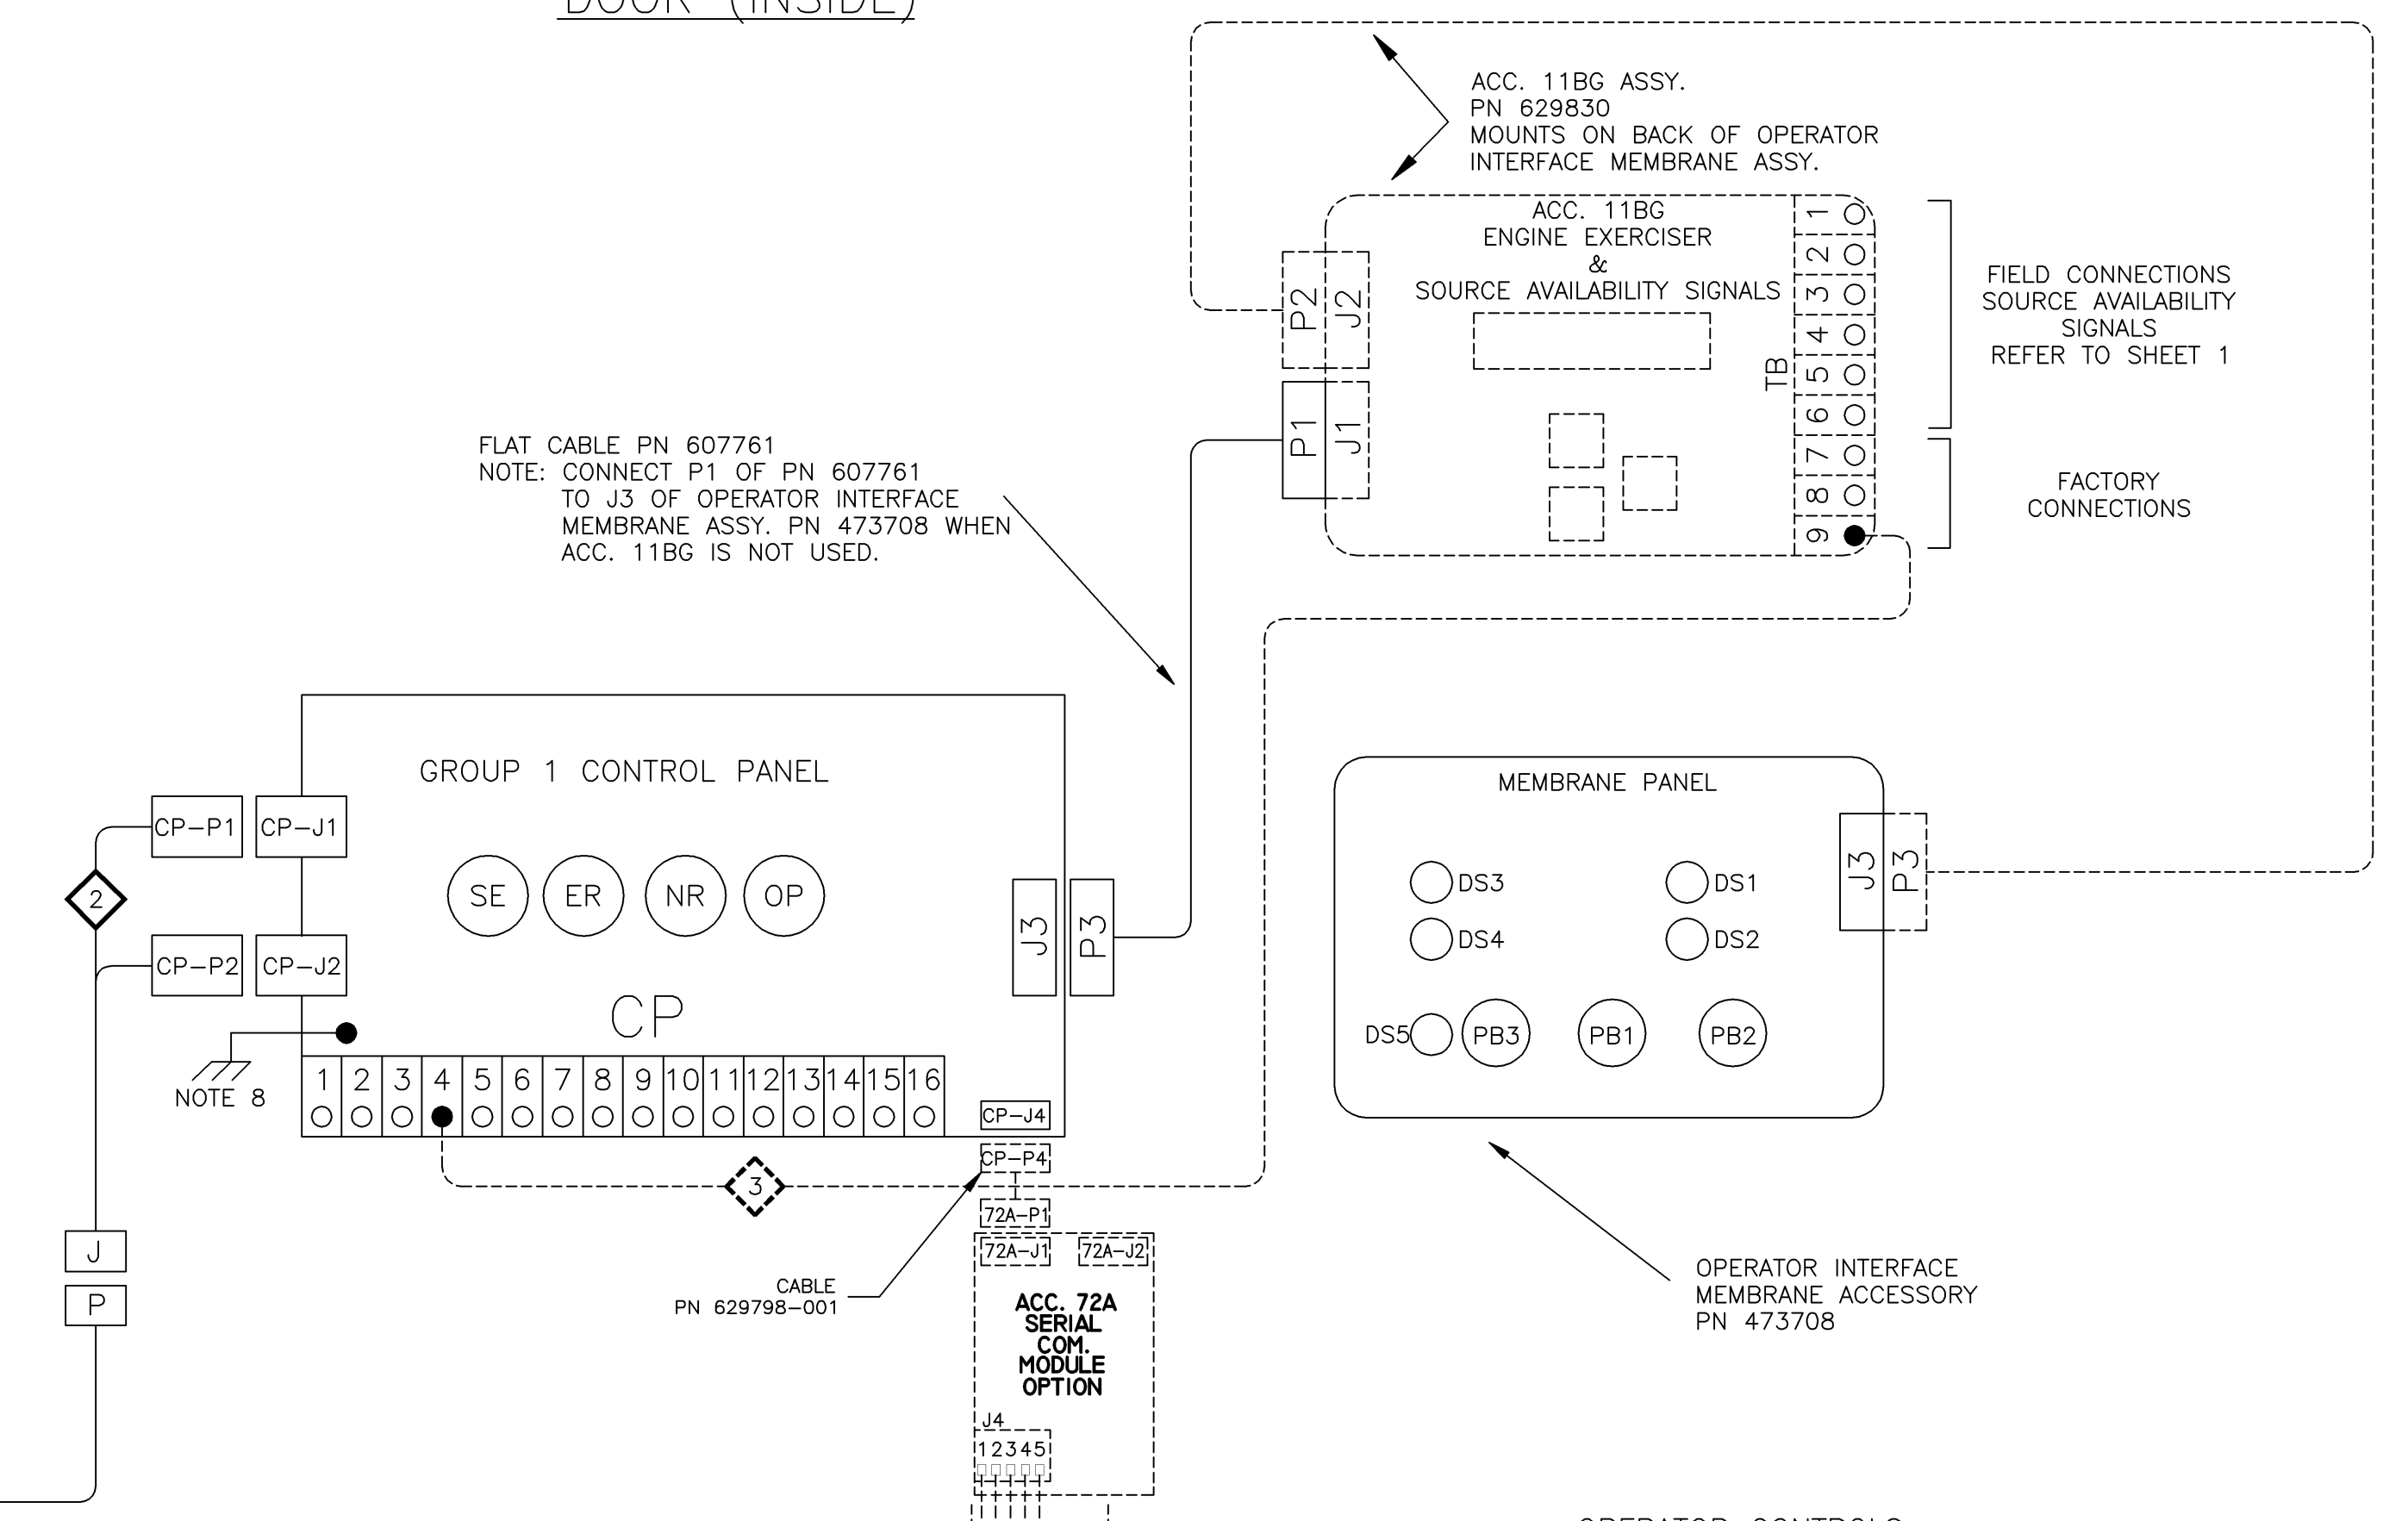 DOOR (INSIDE)
ACC. 11BG ASSY.
PN 629830
MOUNTS ON BACK OF OPERATOR
INTERFACE MEMBRANE ASSY.
ACC. 11BG
ENGINE EXERCISER
&
SOURCE AVAILABILITY SIGNALS
P2
J2
P1
J1
TB
1
2
3
4
5
6
7
8
9
FIELD CONNECTIONS
SOURCE AVAILABILITY
SIGNALS
REFER TO SHEET 1
FACTORY
CONNECTIONS
FLAT CABLE PN 607761
NOTE: CONNECT P1 OF PN 607761
TO J3 OF OPERATOR INTERFACE
MEMBRANE ASSY. PN 473708 WHEN
ACC. 11BG IS NOT USED.
GROUP 1 CONTROL PANEL
CP-P1
CP-J1
2
CP-P2
CP-J2
SE
ER
NR
OP
J3
P3
CP
NOTE 8
1 2 3 4 5 6 7 8 9 10 11 12 13 14 15 16
CP-J4
CP-P4
3
72A-P1
72A-J1
72A-J2
CABLE
PN 629798-001
ACC. 72A
SERIAL
COM.
MODULE
OPTION
J4
12345
J
P
MEMBRANE PANEL
J3
P3
DS3
DS1
DS4
DS2
DS5
PB3
PB1
PB2
OPERATOR INTERFACE
MEMBRANE ACCESSORY
PN 473708
OPERATOR CONTROLS